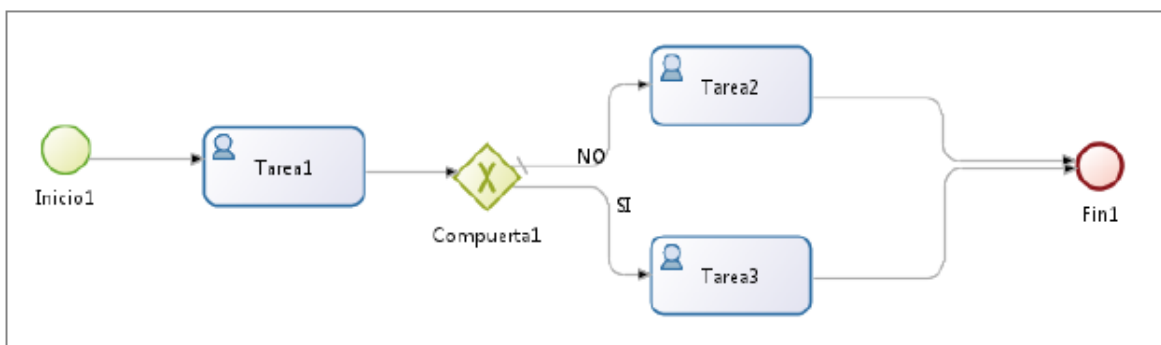 Inicio1
Tarea1
Compuerta1
NO
SI
Tarea2
Tarea3
Fin1